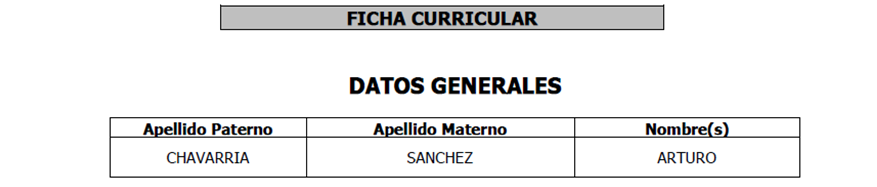 FICHA CURRICULAR
DATOS GENERALES
Apellido Paterno Apellido Materno Nombre(s)
CHAVARRIA SANCHEZ ARTURO